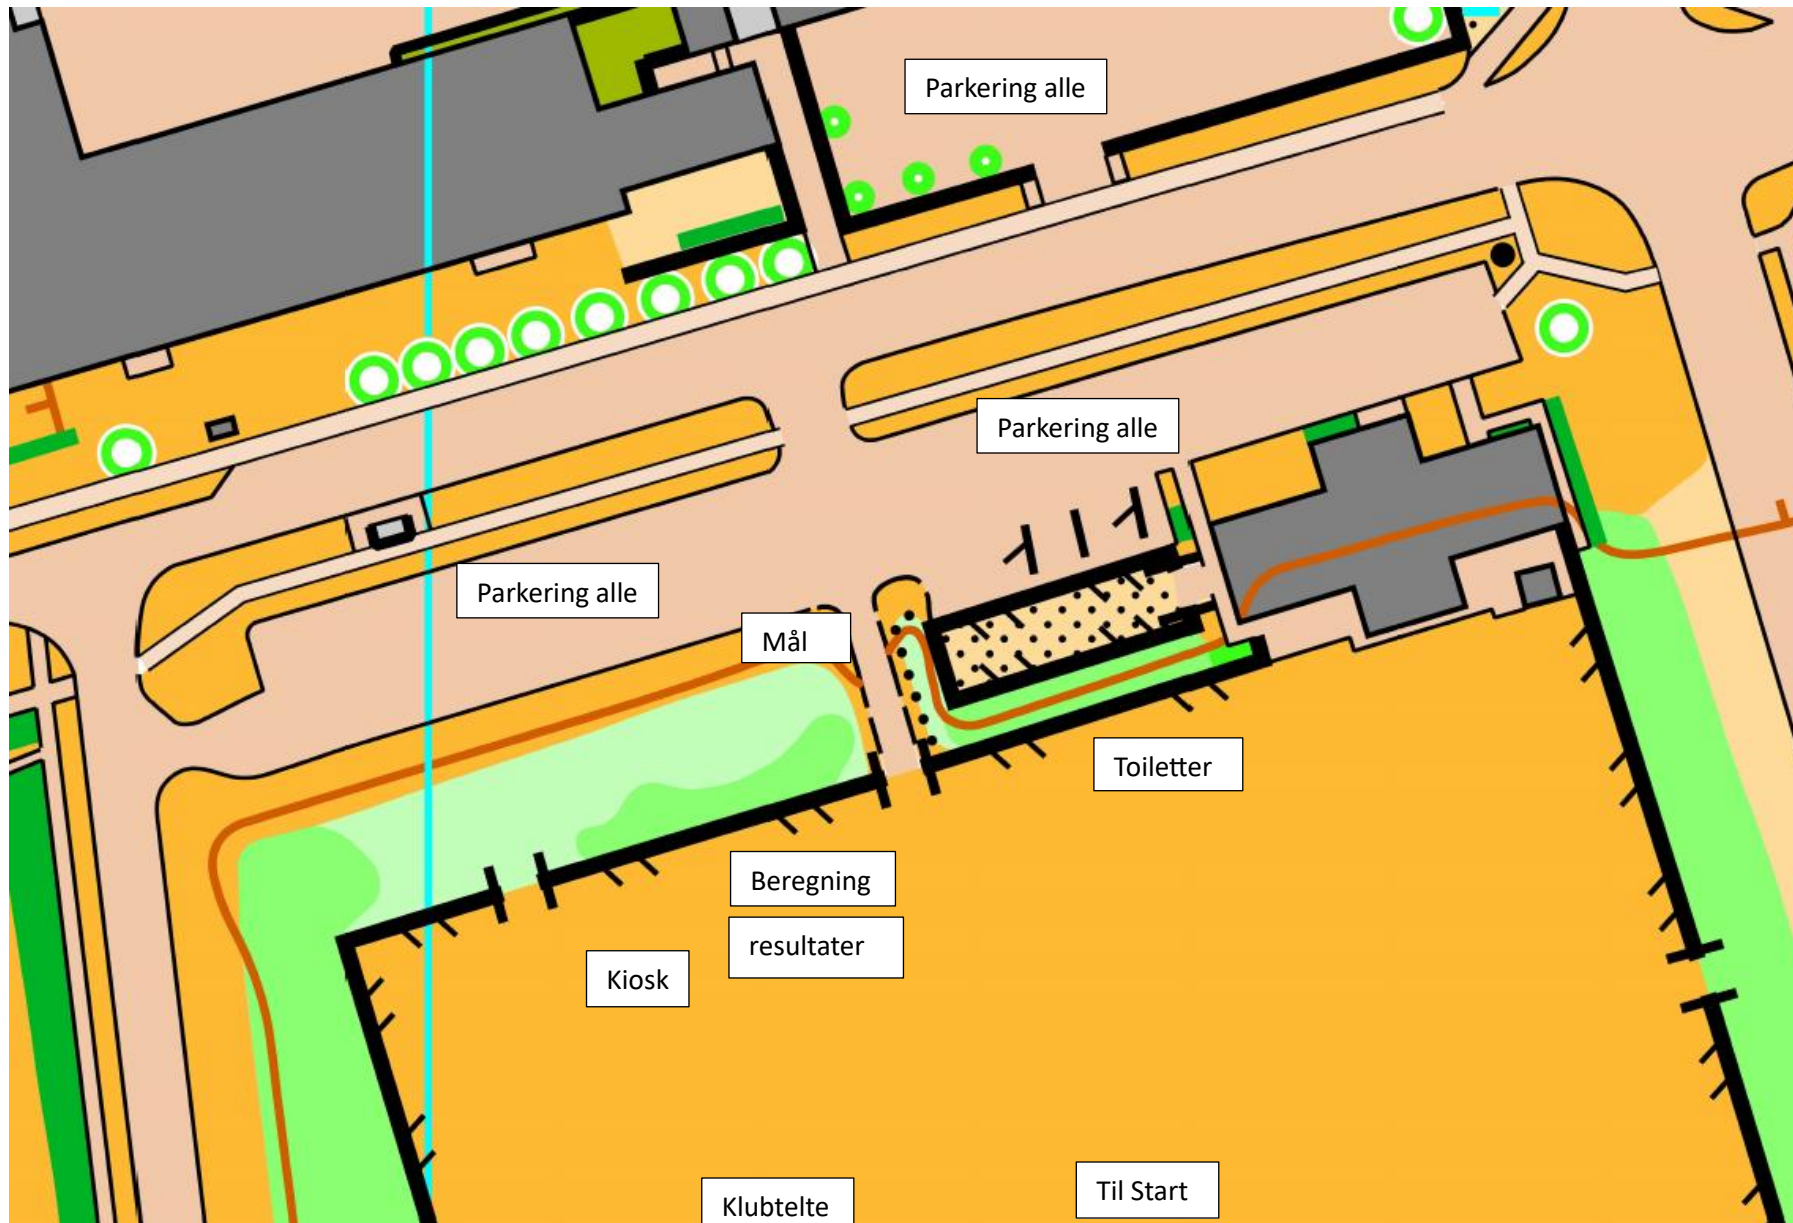 Parkering alle
Parkering alle
Parkering alle
Mål
Toiletter
Beregning
resultater
Kiosk
Til Start
Klubtelte